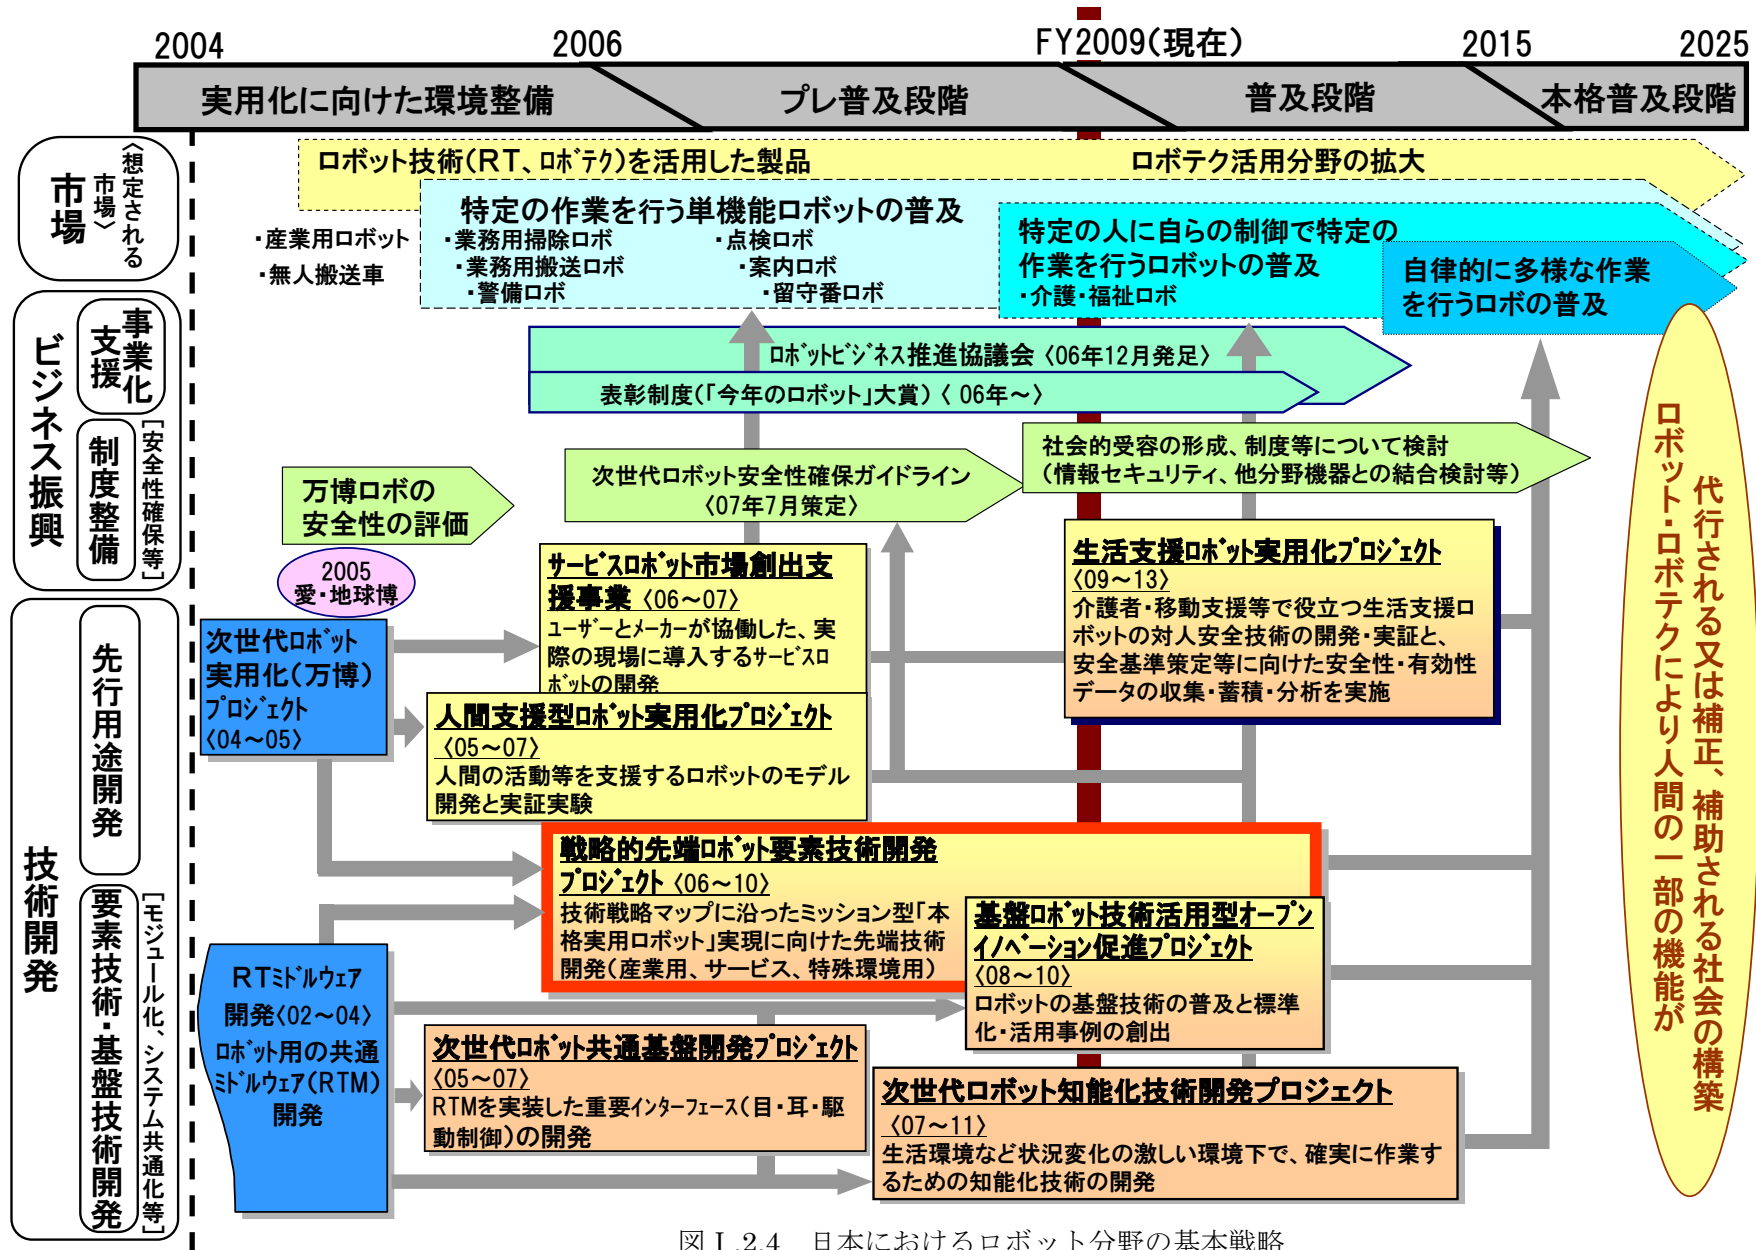 2004
2006
FY2009(現在)
2015
2025
実用化に向けた環境整備
プレ普及段階
普及段階
本格普及段階
市場
〈想定される
市場〉
ロボット技術(RT、ロボテク)を活用した製品
ロボテク活用分野の拡大
・産業用ロボット
・無人搬送車
特定の作業を行う単機能ロボットの普及
・業務用掃除ロボ
・点検ロボ
・業務用搬送ロボ
・案内ロボ
・警備ロボ
・留守番ロボ
特定の人に自らの制御で特定の
作業を行うロボットの普及
・介護・福祉ロボ
自律的に多様な作業
を行うロボの普及
ビジネス振興
事業化
支援
制度整備
[安全性確保等]
ロボットビジネス推進協議会〈06年12月発足〉
表彰制度(「今年のロボット」大賞)〈06年~〉
万博ロボの
安全性の評価
次世代ロボット安全性確保ガイドライン
〈07年7月策定〉
社会的受容の形成、制度等について検討
(情報セキュリティ、他分野機器との結合検討等)
2005
愛・地球博
技術開発
先行用途開発
要素技術・基盤技術開発
[モジュール化、システム共通化等]
次世代ロボット
実用化(万博)
プロジェクト
〈04~05〉
サービスロボット市場創出支
援事業〈06~07〉
ユーザーとメーカーが協働した、実
際の現場に導入するサービスロ
ボットの開発
人間支援型ロボット実用化プロジェクト
〈05~07〉
人間の活動等を支援するロボットのモデル
開発と実証実験
生活支援ロボット実用化プロジェクト
〈09~13〉
介護者・移動支援等で役立つ生活支援ロ
ボットの対人安全技術の開発・実証と、
安全基準策定等に向けた安全性・有効性
データの収集・蓄積・分析を実施
戦略的先端ロボット要素技術開発
プロジェクト〈06~10〉
技術戦略マップに沿ったミッション型「本
格実用ロボット」実現に向けた先端技術
開発(産業用、サービス、特殊環境用)
基盤ロボット技術活用型オープン
イノベーション促進プロジェクト
〈08~10〉
ロボットの基盤技術の普及と標準
化・活用事例の創出
RTミドルウェア
開発〈02~04〉
ロボット用の共通
ミドルウェア(RTM)
開発
次世代ロボット共通基盤開発プロジェクト
〈05~07〉
RTMを実装した重要インターフェース(目・耳・駆
動制御)の開発
次世代ロボット知能化技術開発プロジェクト
〈07~11〉
生活環境など状況変化の激しい環境下で、確実に作業す
るための知能化技術の開発
ロボット・ロボテクにより人間の一部の機能が
代行される又は補正、補助される社会の構築
図 I.2.4 日本におけるロボット分野の基本戦略